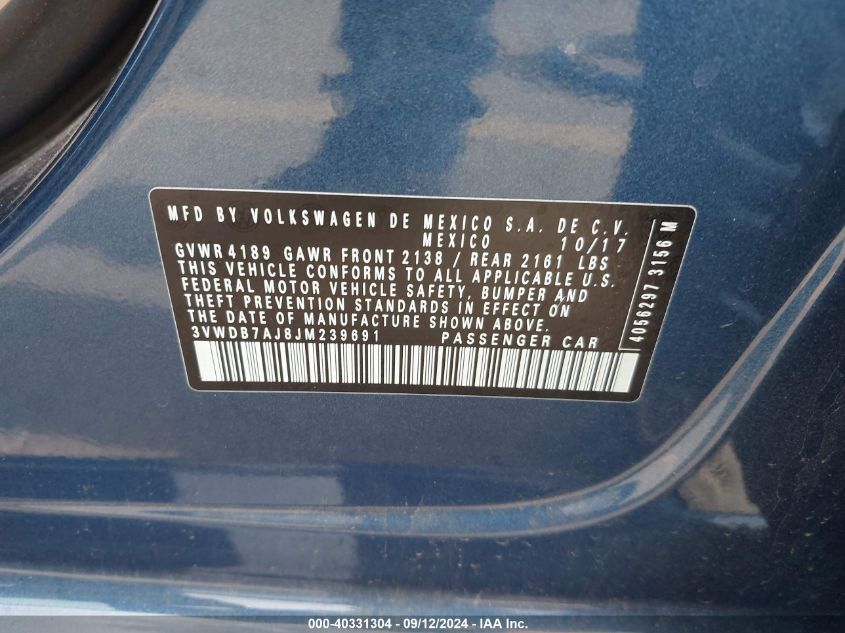 MFD BY VOLKSWAGEN DE MEXICO S.A. DE C.V.
MEXICO 10/17
GVWR 4189 GAWR FRONT 2138 / REAR 2161 LBS
THIS VEHICLE CONFORMS TO ALL APPLICABLE U.S.
FEDERAL MOTOR VEHICLE SAFETY, BUMPER AND
THEFT PREVENTION STANDARDS IN EFFECT ON
THE DATE OF MANUFACTURE SHOWN ABOVE.
3VWDB7AJ8JM239691 PASSENGER CAR
4056297 3156 M
000-40331304 - 09/12/2024 - IAA Inc.